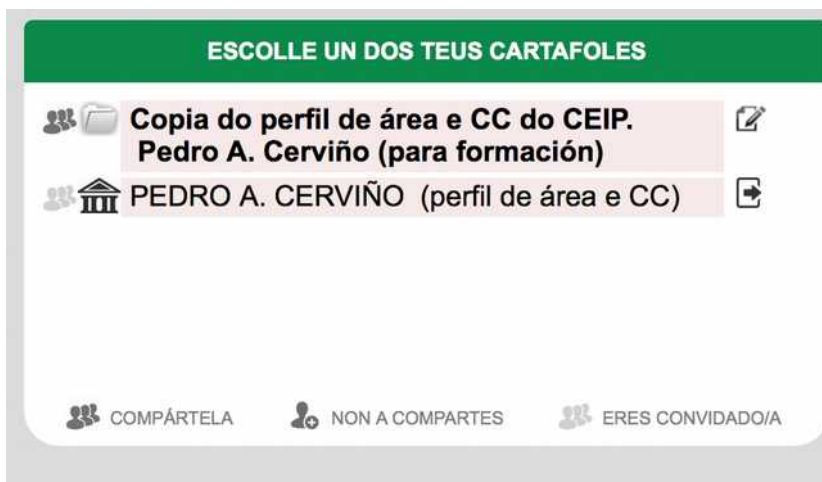 ESCOLLE UN DOS TEUS CARTAFOLES
Copia do perfil de área e CC do CEIP.
Pedro A. Cerviño (para formación)
PEDRO A. CERVIÑO (perfil de área e CC)
COMPÁRTELA NON A COMPARTES ERES CONVIDADO/A